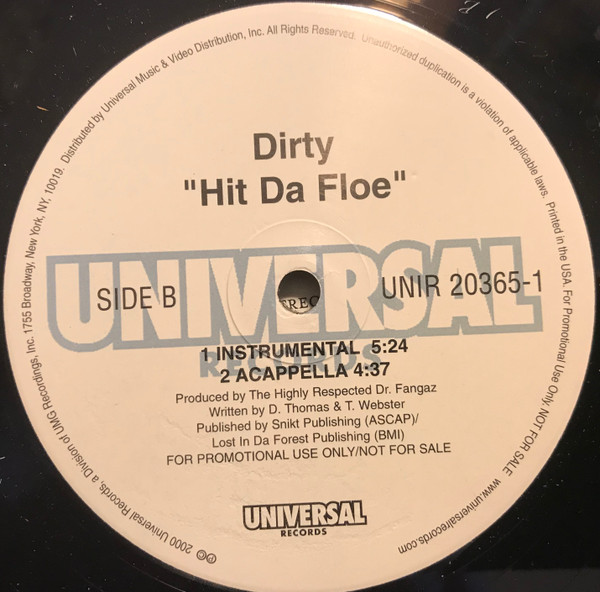 Dirty
"Hit Da Floe"
UNIVERSAL
RECORDS
SIDE B
UNIR 20365-1
1 INSTRUMENTAL 5:24
2 ACAPPELLA 4:37
Produced by The Highly Respected Dr. Fangaz
Written by D. Thomas & T. Webster
Published by Snikt Publishing (ASCAP)/
Lost In Da Forest Publishing (BMI)
FOR PROMOTIONAL USE ONLY/NOT FOR SALE
UNIVERSAL
RECORDS
℗© 2000 Universal Records, a Division of UMG Recordings, Inc. 1755 Broadway, New York, NY, 10019. Distributed by Universal Music & Video Distribution, Inc. All Rights Reserved. Unauthorized duplication is a violation of applicable laws. Printed in the USA. For Promotional Use Only, NOT FOR SALE www.universalrecords.com